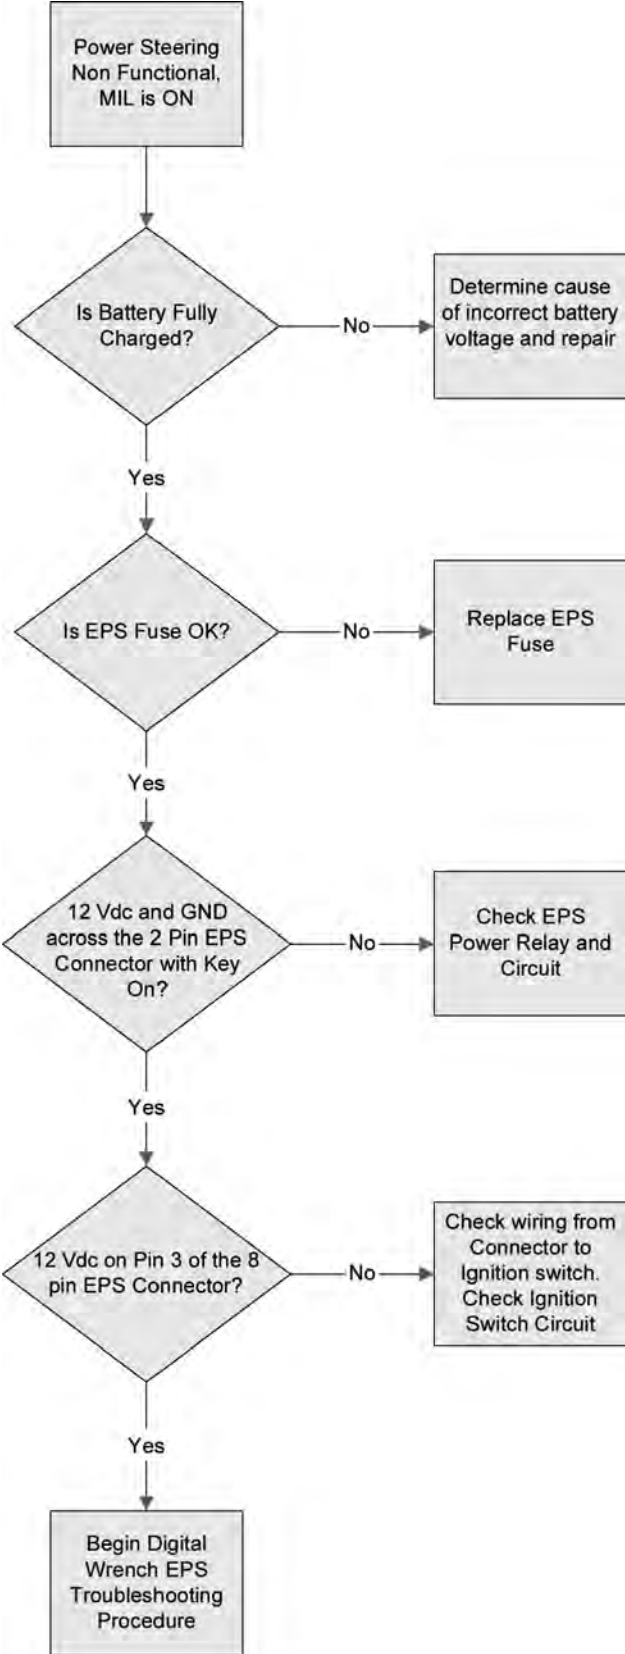 Power Steering
Non Functional,
MIL is ON
Is Battery Fully
Charged?
No
Determine cause
of incorrect battery
voltage and repair
Yes
Is EPS Fuse OK?
No
Replace EPS
Fuse
Yes
12 Vdc and GND
across the 2 Pin EPS
Connector with Key
On?
No
Check EPS
Power Relay and
Circuit
Yes
12 Vdc on Pin 3 of the 8
pin EPS Connector?
No
Check wiring from
Connector to
Ignition switch.
Check Ignition
Switch Circuit
Yes
Begin Digital
Wrench EPS
Troubleshooting
Procedure